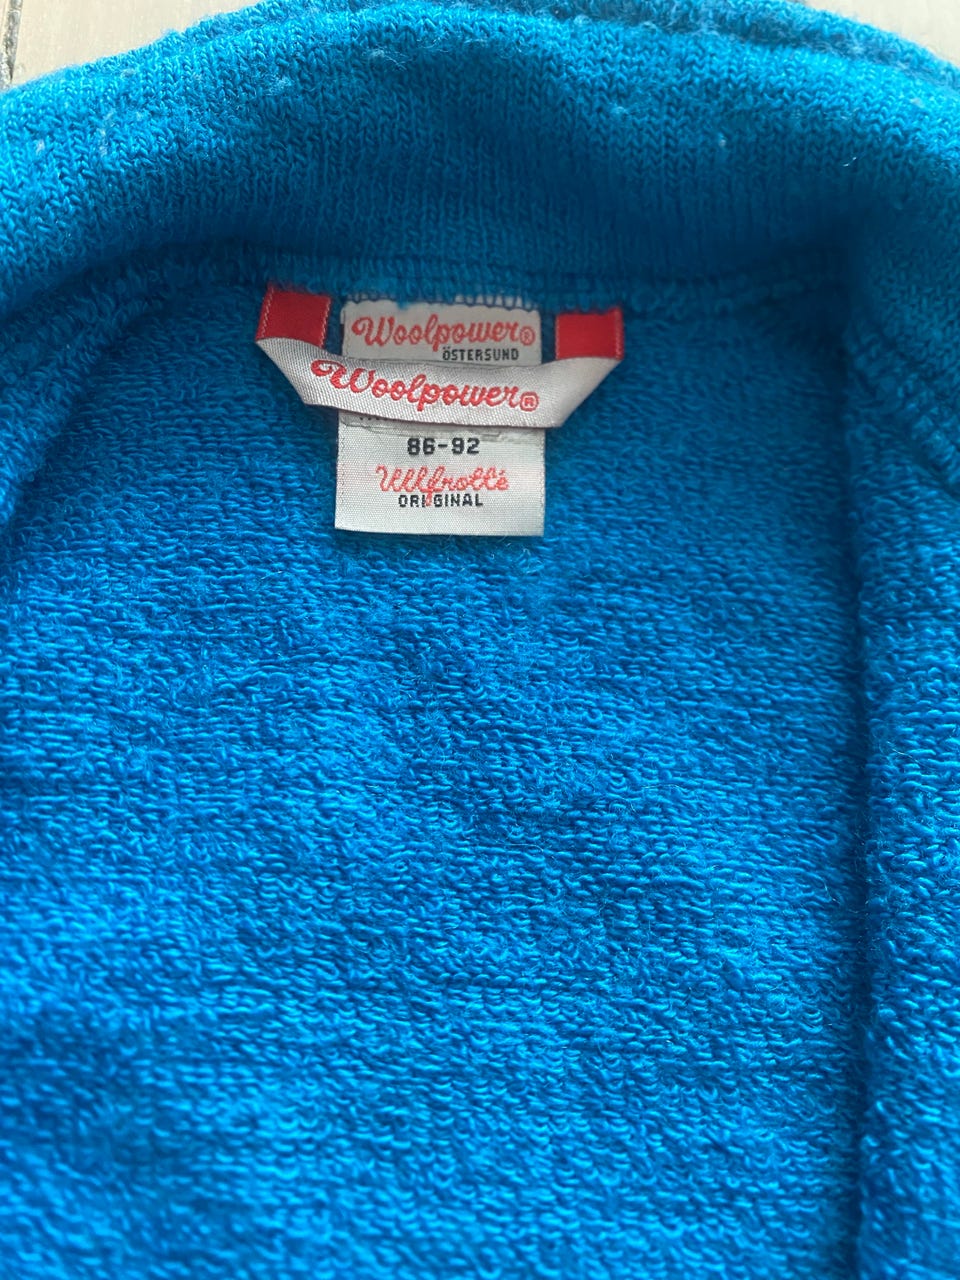 Woolpower®
ÖSTERSUND
Woolpower®
86-92
Ullfrotté
ORIGINAL